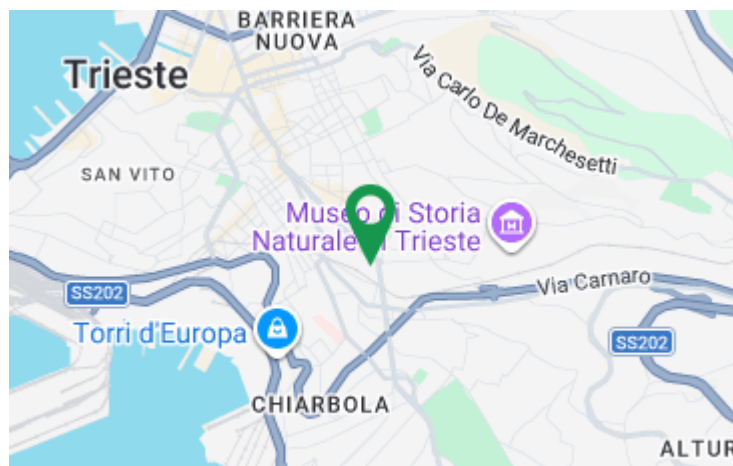 BARRIERA
NUOVA
Trieste
Via Carlo De Marchesetti
SAN VITO
Museo di Storia
Naturale di Trieste
SS202
Via Carnaro
Torri d'Europa
SS202
CHIARBOLA
ALTUR